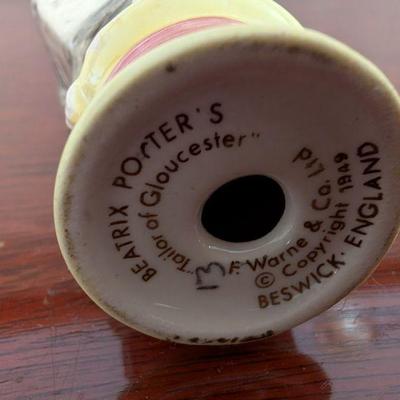 BEATRIX POTTER'S
"Tailor of Gloucester"
F. Warne & Co. Ltd
© Copyright 1949
BESWICK · ENGLAND